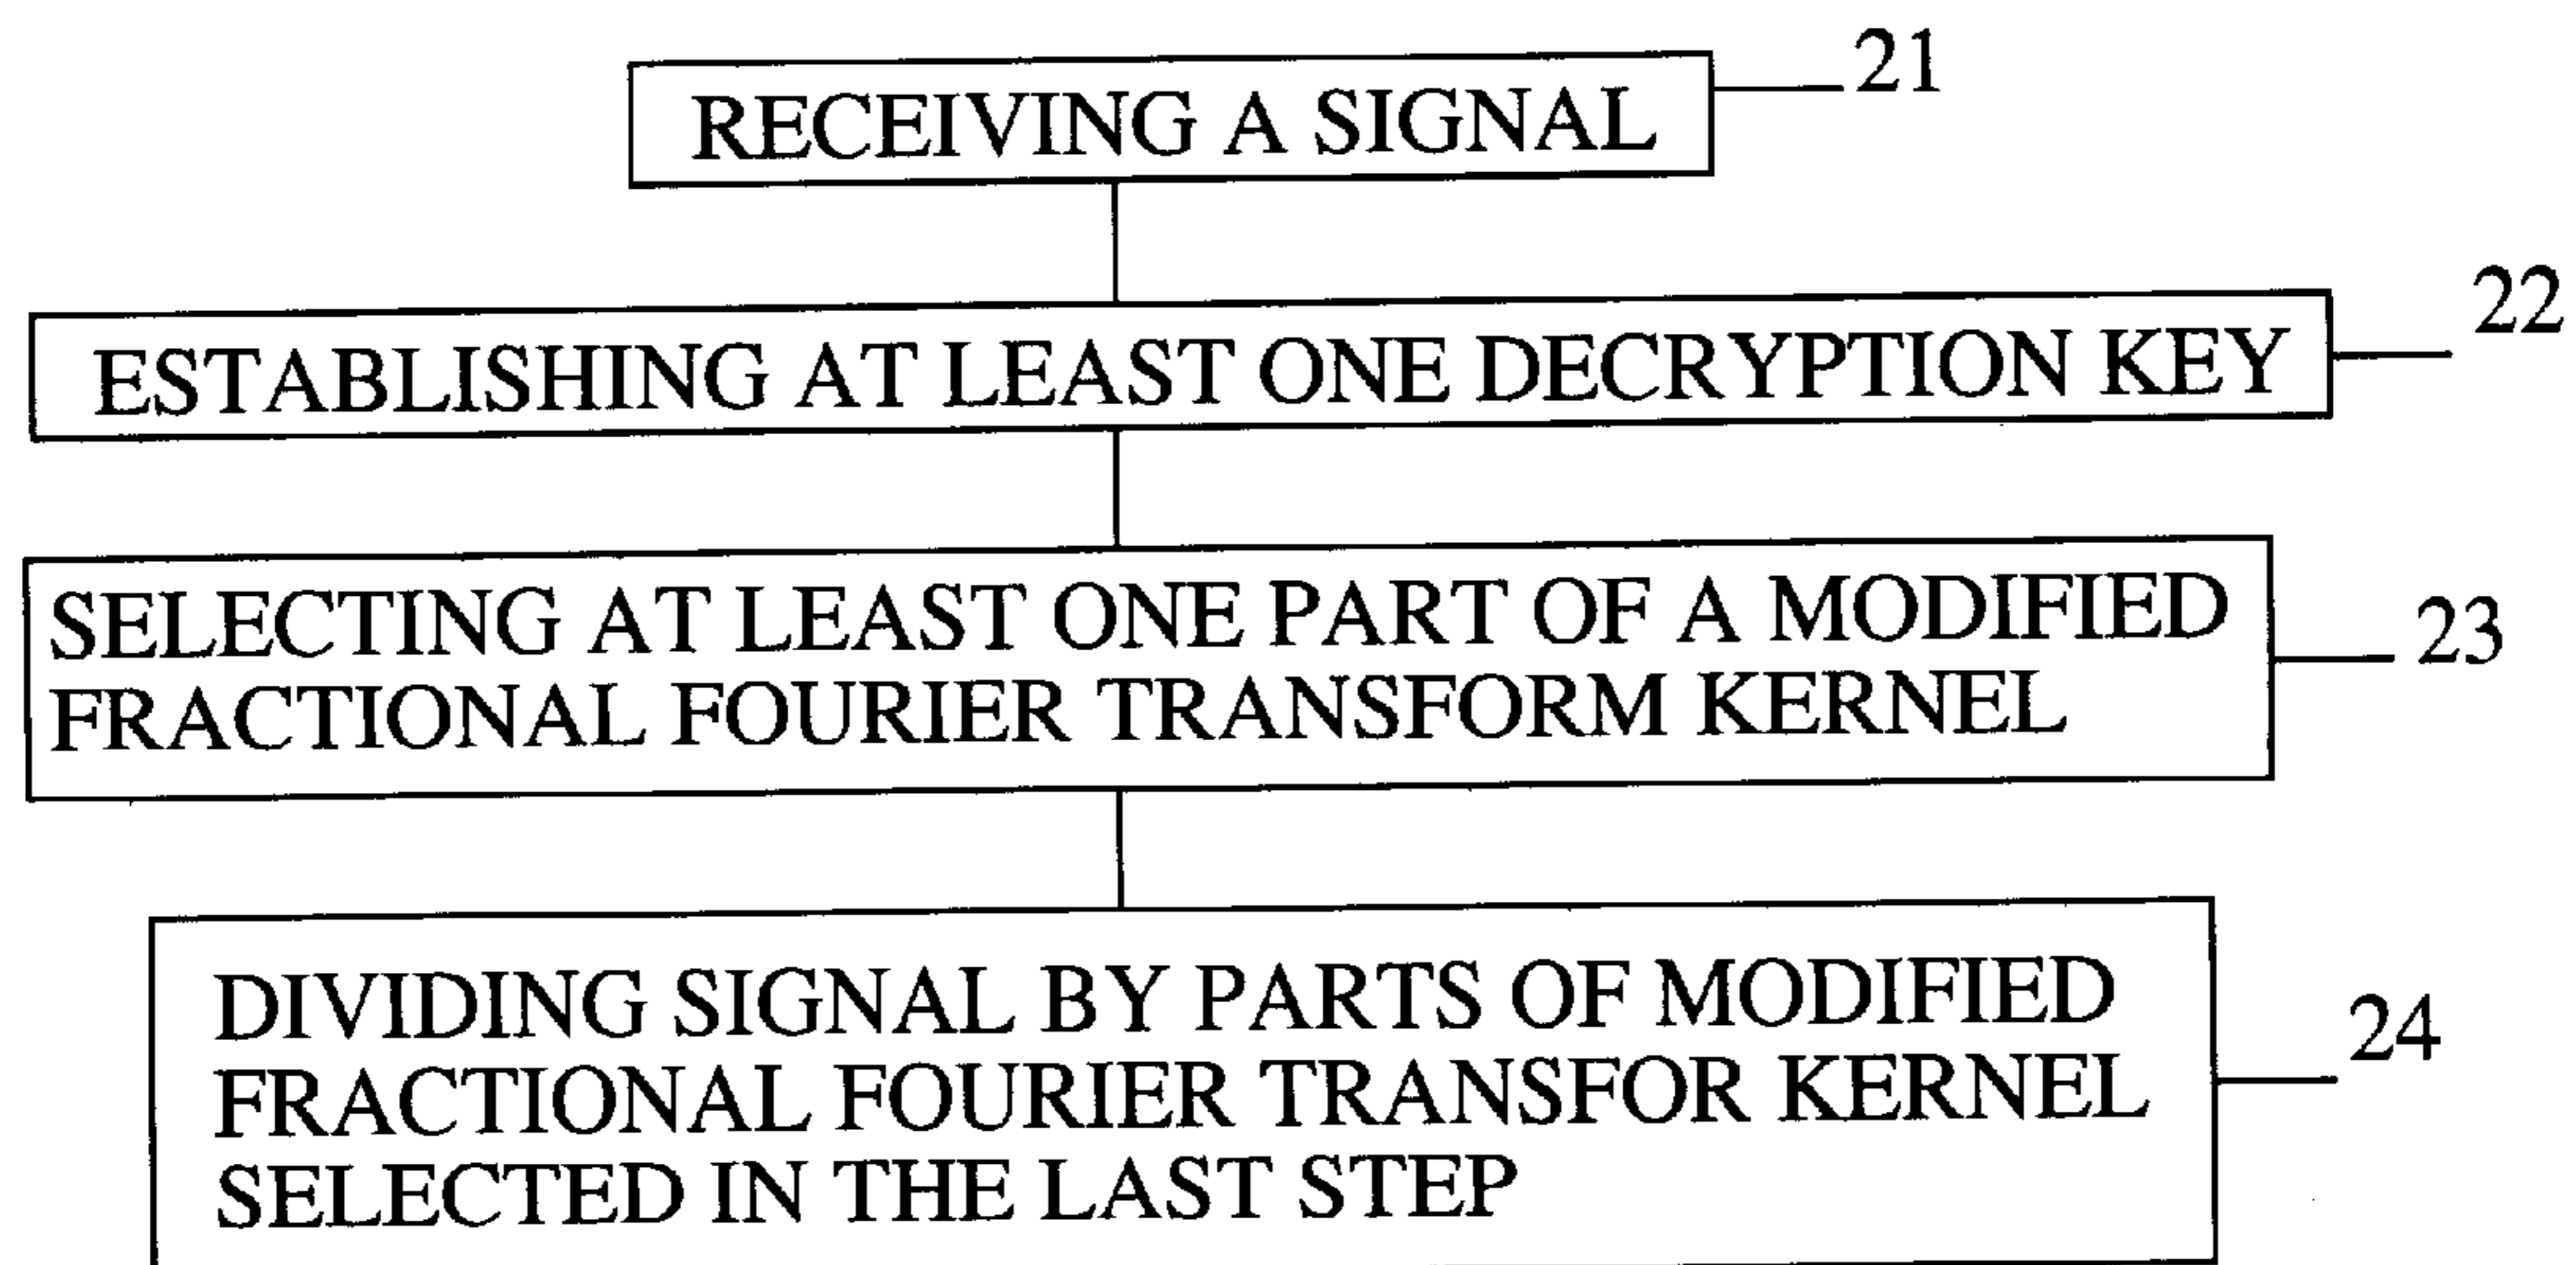 RECEIVING A SIGNAL
21
ESTABLISHING AT LEAST ONE DECRYPTION KEY
22
SELECTING AT LEAST ONE PART OF A MODIFIED
FRACTIONAL FOURIER TRANSFORM KERNEL
23
DIVIDING SIGNAL BY PARTS OF MODIFIED
FRACTIONAL FOURIER TRANSFOR KERNEL
SELECTED IN THE LAST STEP
24